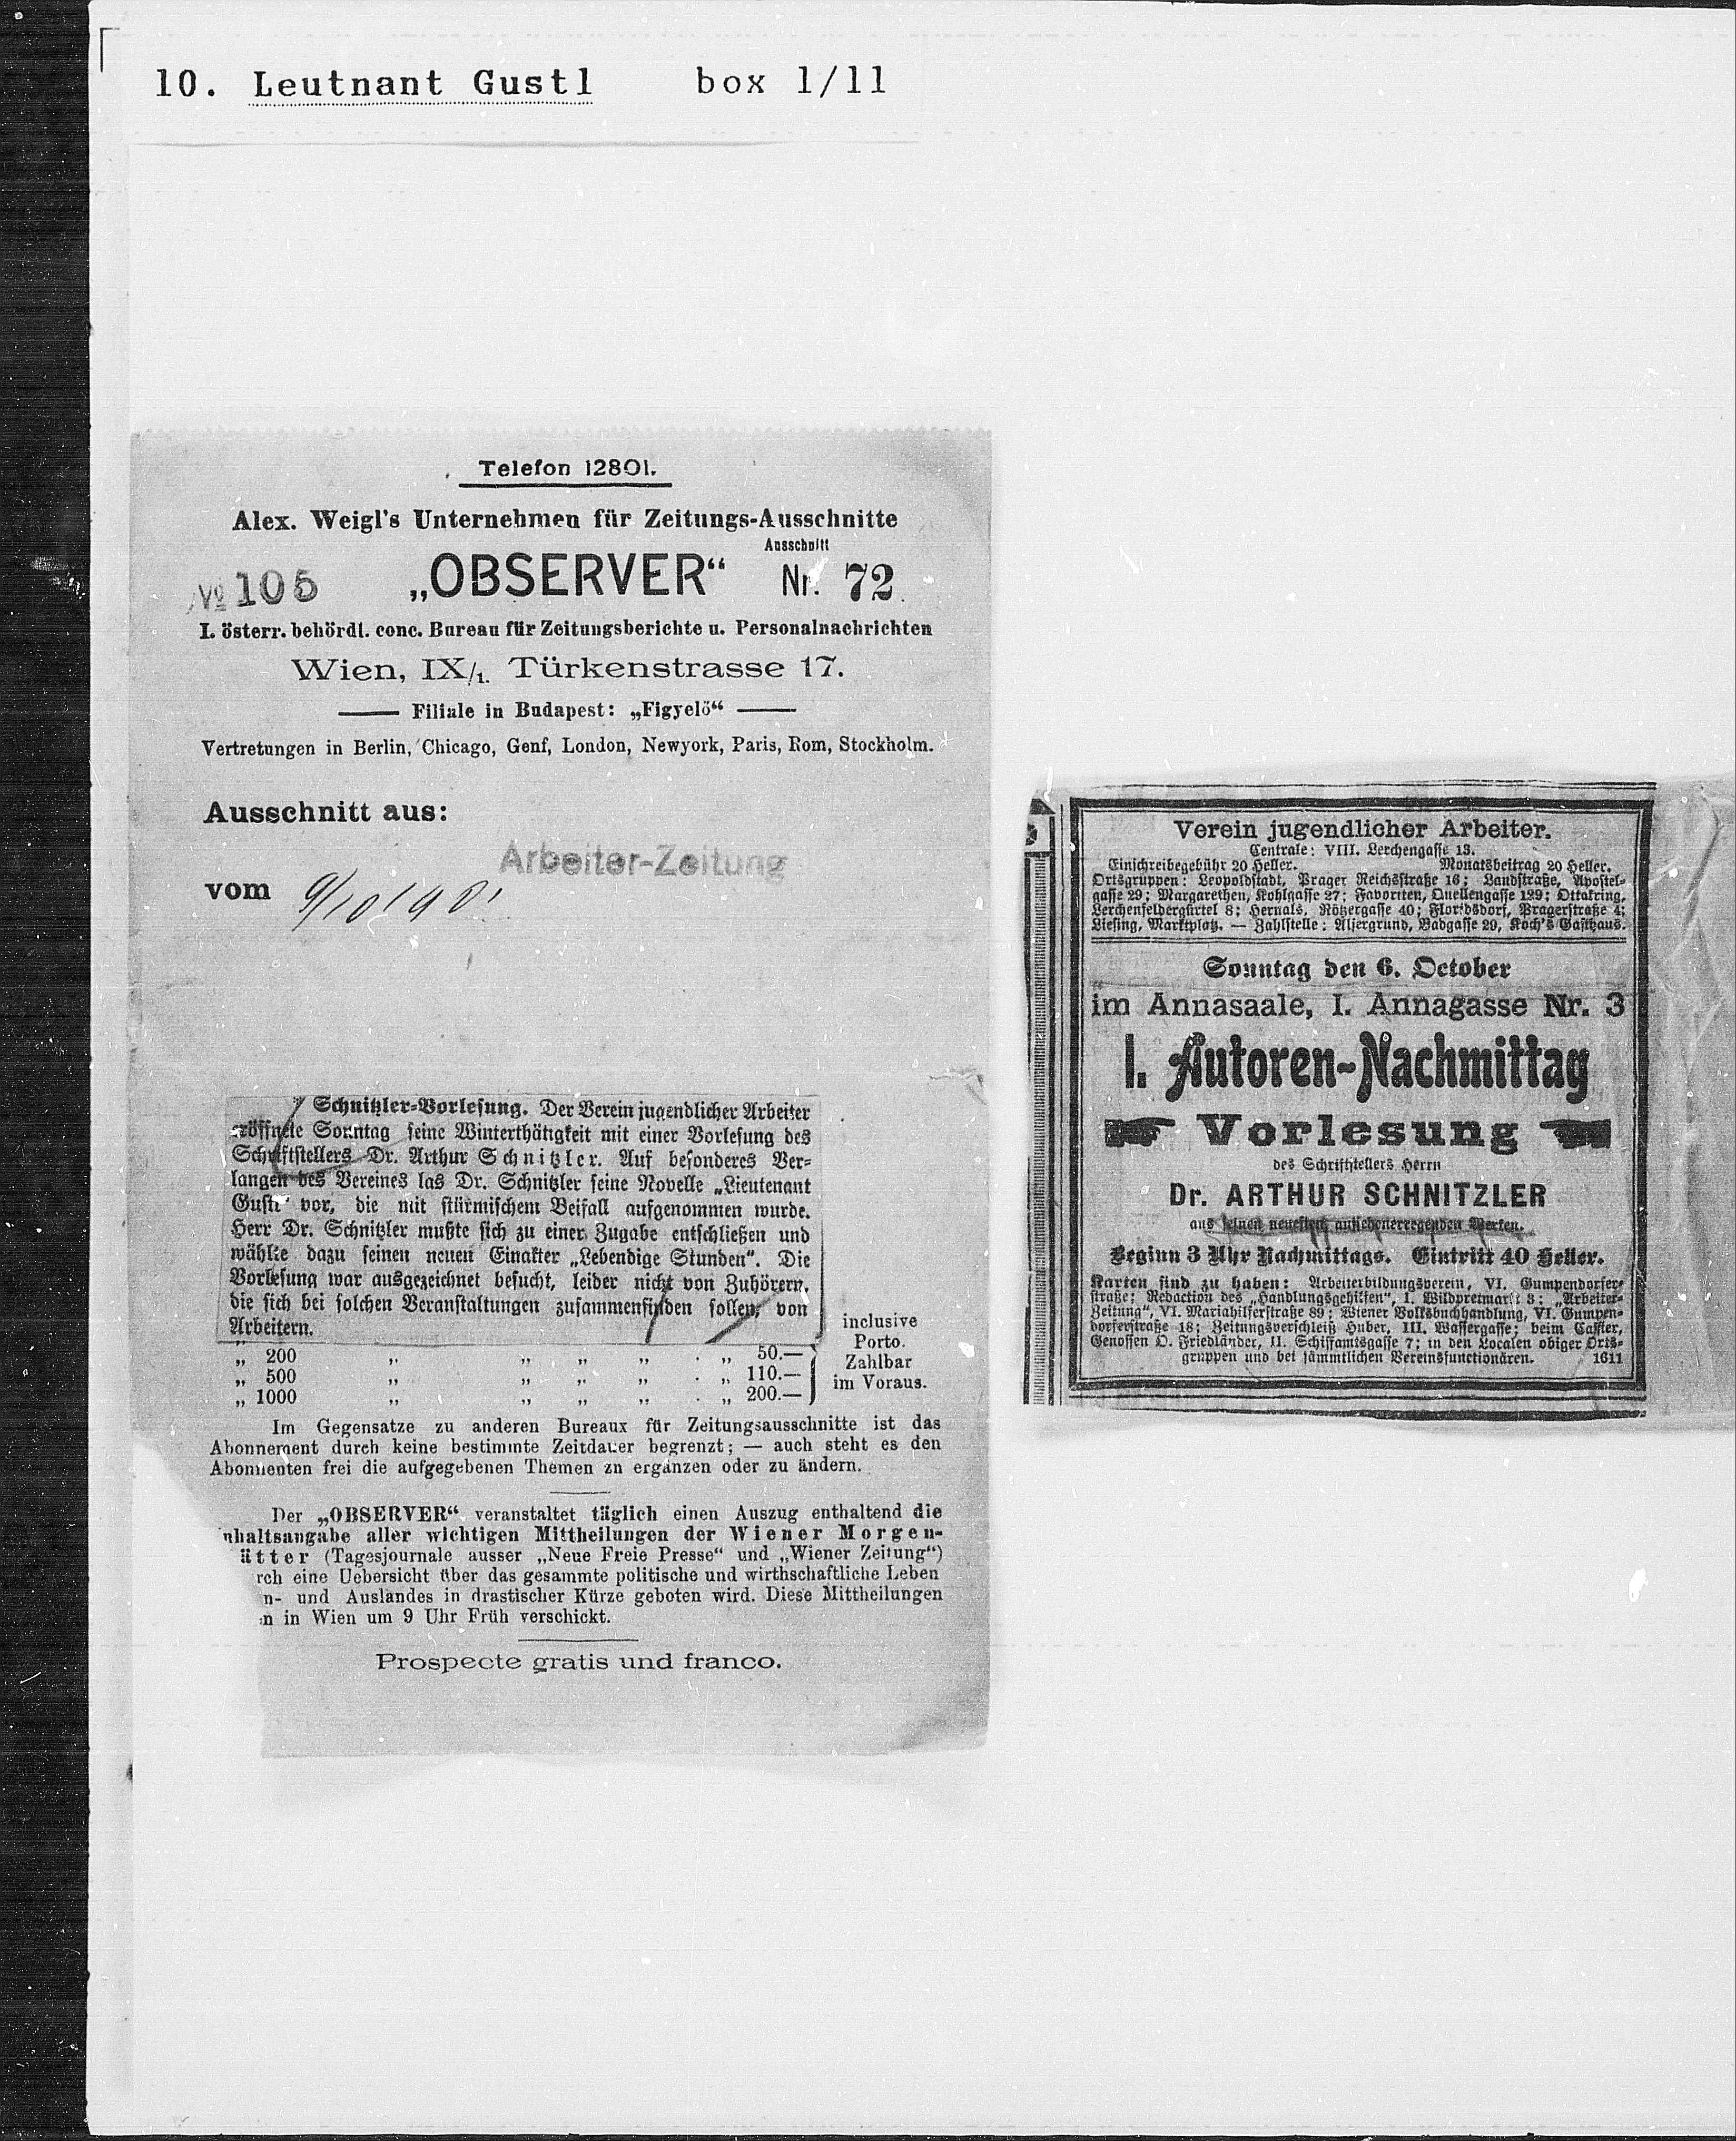 10. Leutnant Gustl box 1/11
Telefon 12801.
Alex. Weigl's Unternehmen für Zeitungs-Ausschnitte
Ausschnitt
№ 105 „OBSERVER“ Nr. 72
I. österr. behördl. conc. Bureau für Zeitungsberichte u. Personalnachrichten
Wien, IX/1. Türkenstrasse 17.
Filiale in Budapest: „Figyelő“
Vertretungen in Berlin, Chicago, Genf, London, Newyork, Paris, Rom, Stockholm.
Ausschnitt aus:
Arbeiter-Zeitung
vom 9/10 1901
Schnitzler-Vorlesung. Der Verein jugendlicher Arbeiter
eröffnete Sonntag seine Winterthätigkeit mit einer Vorlesung des
Schriftstellers Dr. Arthur Schnitzler. Auf besonderes Ver-
langen des Vereines las Dr. Schnitzler seine Novelle „Lieutenant
Gustl“ vor, die mit stürmischem Beifall aufgenommen wurde.
Herr Dr. Schnitzler mußte sich zu einer Zugabe entschließen und
wählte dazu seinen neuen Einakter „Lebendige Stunden“. Die
Vorlesung war ausgezeichnet besucht, leider nicht von Zuhörern,
die sich bei solchen Veranstaltungen zusammenfinden sollen, von
Arbeitern.
inclusive
Porto.
Zahlbar
im Voraus.
„ 200 „ „ „ „ . „ 50.—
„ 500 „ „ „ „ . „ 110.—
„ 1000 „ „ „ „ . „ 200.—
Im Gegensatze zu anderen Bureaux für Zeitungsausschnitte ist das
Abonnement durch keine bestimmte Zeitdauer begrenzt; — auch steht es den
Abonnenten frei die aufgegebenen Themen zu ergänzen oder zu ändern.
Der „OBSERVER“ veranstaltet täglich einen Auszug enthaltend die
nhaltsangabe aller wichtigen Mittheilungen der Wiener Morgen-
ätter (Tagesjournale ausser „Neue Freie Presse“ und „Wiener Zeitung“)
rch eine Uebersicht über das gesammte politische und wirthschaftliche Leben
n- und Auslandes in drastischer Kürze geboten wird. Diese Mittheilungen
n in Wien um 9 Uhr Früh verschickt.
Prospecte gratis und franco.
Verein jugendlicher Arbeiter.
Centrale: VIII. Lerchengasse 13.
Einschreibegebühr 20 Heller. Monatsbeitrag 20 Heller.
Ortsgruppen: Leopoldstadt, Prager Reichsstraße 16; Landstraße, Apostel-
gasse 29; Margarethen, Kohlgasse 27; Favoriten, Quellengasse 129; Ottakring,
Lerchenfeldergürtel 8; Hernals, Rötzergasse 40; Floridsdorf, Pragerstraße 4;
Liesing, Marktplatz. — Zahlstelle: Alsergrund, Badgasse 29, Koch's Gasthaus.
Sonntag den 6. October
im Annasaale, I. Annagasse Nr. 3
I. Autoren-Nachmittag
Vorlesung
des Schriftstellers Herrn
Dr. ARTHUR SCHNITZLER
aus seinen neuesten aufsehenerregenden Werken.
Beginn 3 Uhr Nachmittags. Eintritt 40 Heller.
Karten sind zu haben: Arbeiterbildungsverein, VI. Gumpendorfer-
straße; Redaction des „Handlungsgehilfen“, I. Wildpretmarkt 8; „Arbeiter-
Zeitung“, VI. Mariahilferstraße 89; Wiener Volksbuchhandlung, VI. Gumpen-
dorferstraße 18; Zeitungsverschleiß Huber, III. Wassergasse; beim Cassier,
Genossen O. Friedländer, II. Schiffamtsgasse 7; in den Localen obiger Orts-
gruppen und bei sämmtlichen Vereinsfunctionären. 1611